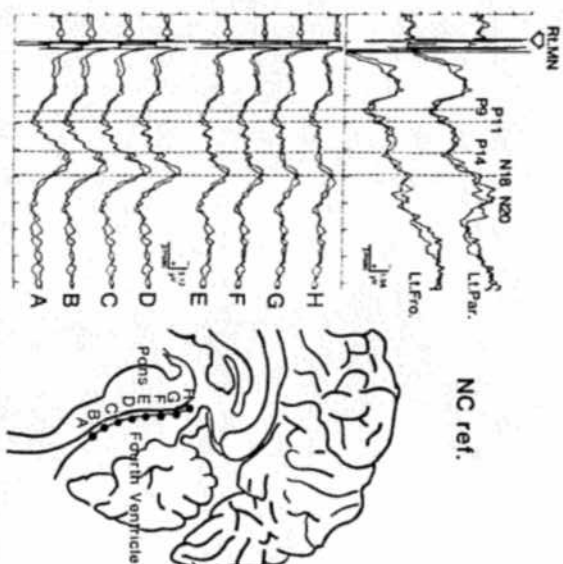 Rt.MN
P9 P11 P14 N18 N20
Lt.Par.
Lt.Fro.
H
G
F
E
D
C
B
A
NC ref.
Pons
H
G
F
E
D
C
B
A
Fourth Ventricle